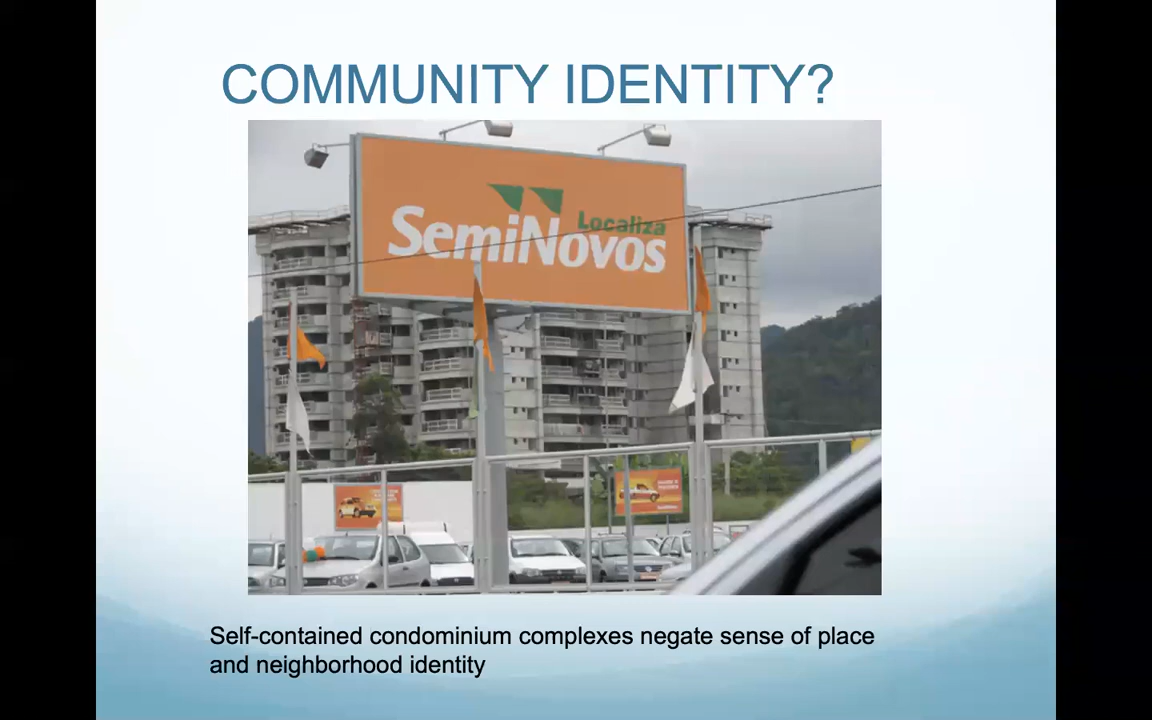 COMMUNITY IDENTITY?
Localiza
SemiNovos
Self-contained condominium complexes negate sense of place
and neighborhood identity